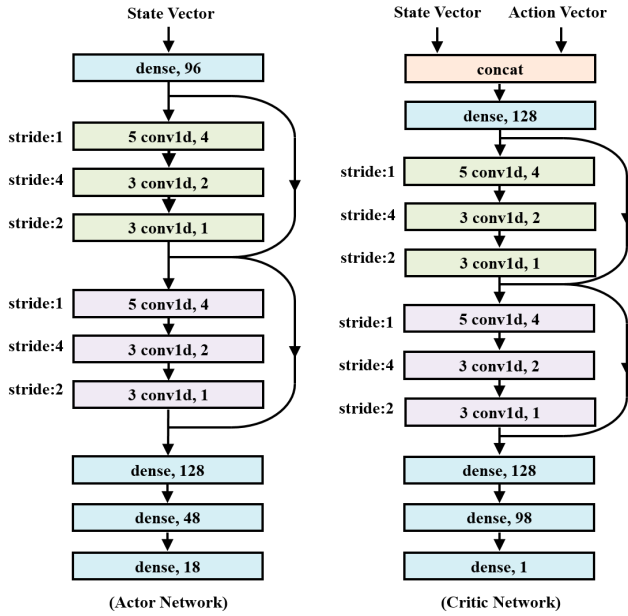 State Vector
dense, 96
stride:1 5 conv1d, 4
stride:4 3 conv1d, 2
stride:2 3 conv1d, 1
stride:1 5 conv1d, 4
stride:4 3 conv1d, 2
stride:2 3 conv1d, 1
dense, 128
dense, 48
dense, 18
(Actor Network)
State Vector Action Vector
concat
dense, 128
stride:1 5 conv1d, 4
stride:4 3 conv1d, 2
stride:2 3 conv1d, 1
stride:1 5 conv1d, 4
stride:4 3 conv1d, 2
stride:2 3 conv1d, 1
dense, 128
dense, 98
dense, 1
(Critic Network)